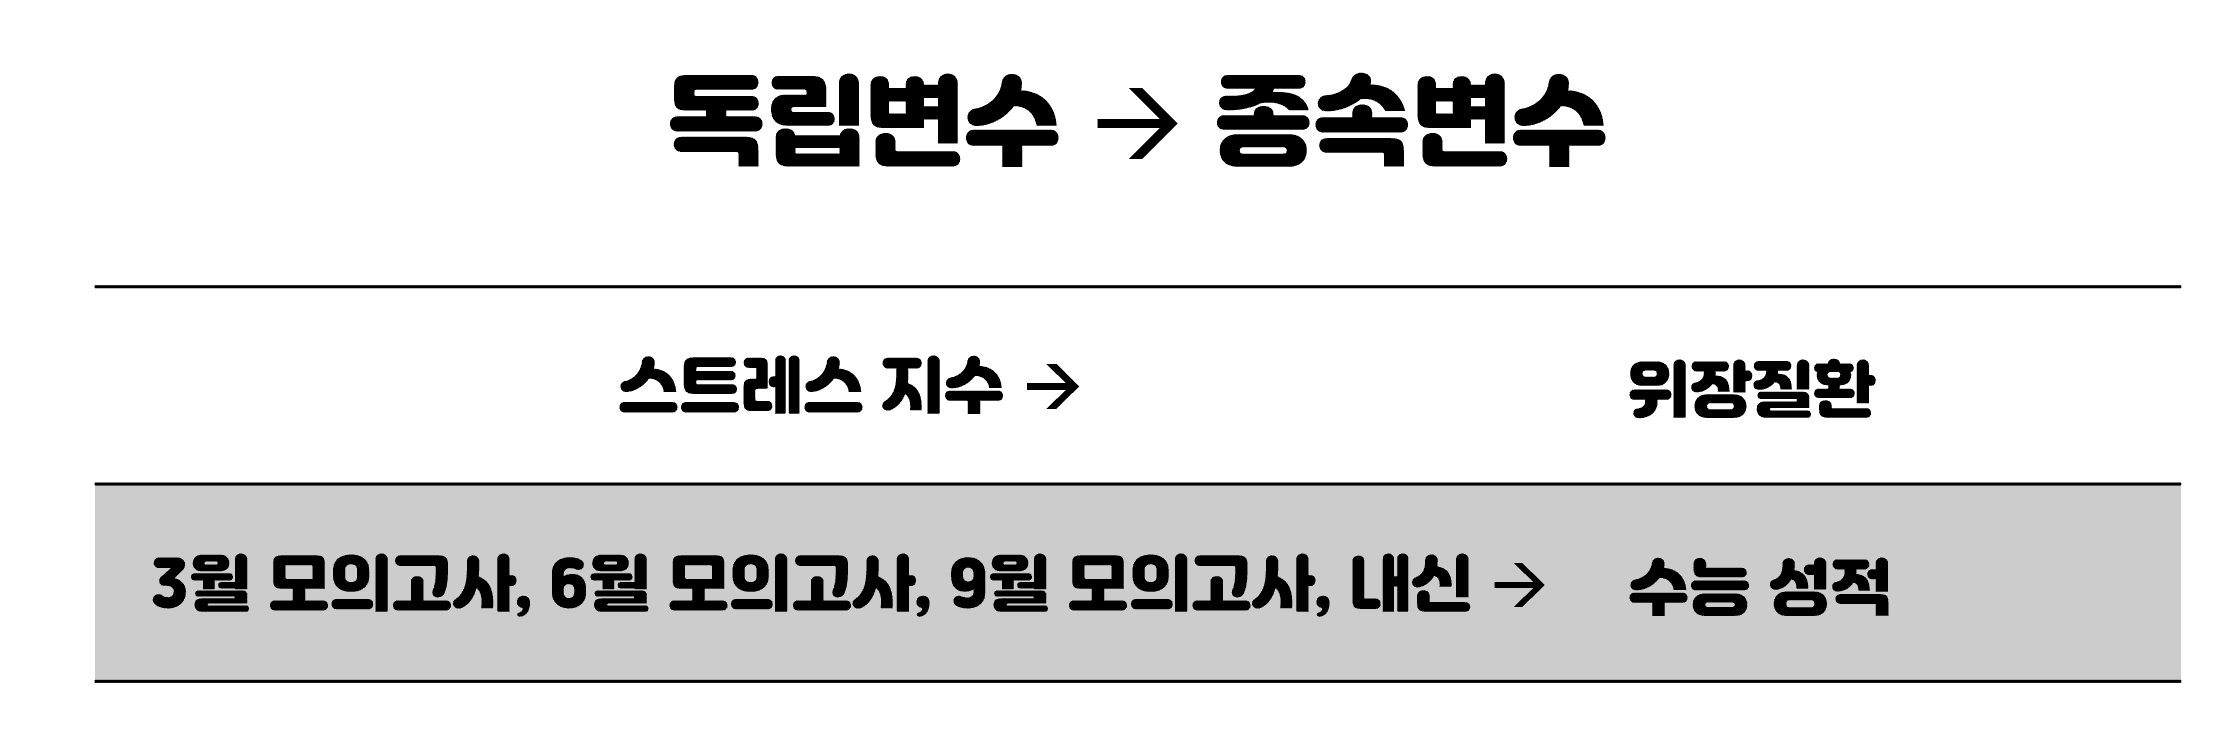 독립변수 → 종속변수
스트레스 지수 → 위장질환
3월 모의고사, 6월 모의고사, 9월 모의고사, 내신 → 수능 성적